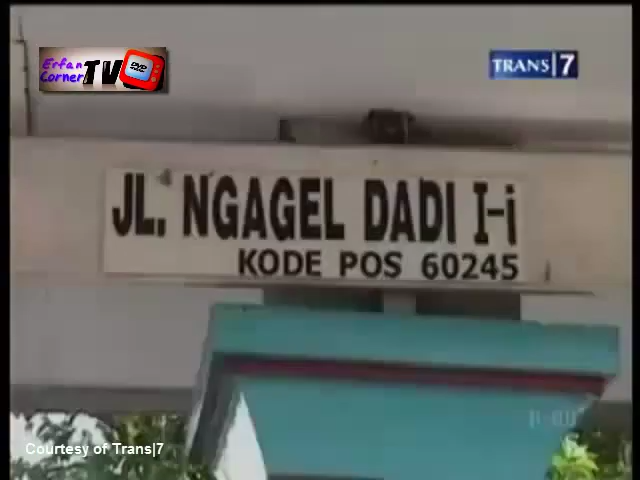 Erfan
Corner TV
DVD
TRANS|7
JL. NGAGEL DADI I-i
KODE POS 60245
Courtesy of Trans|7